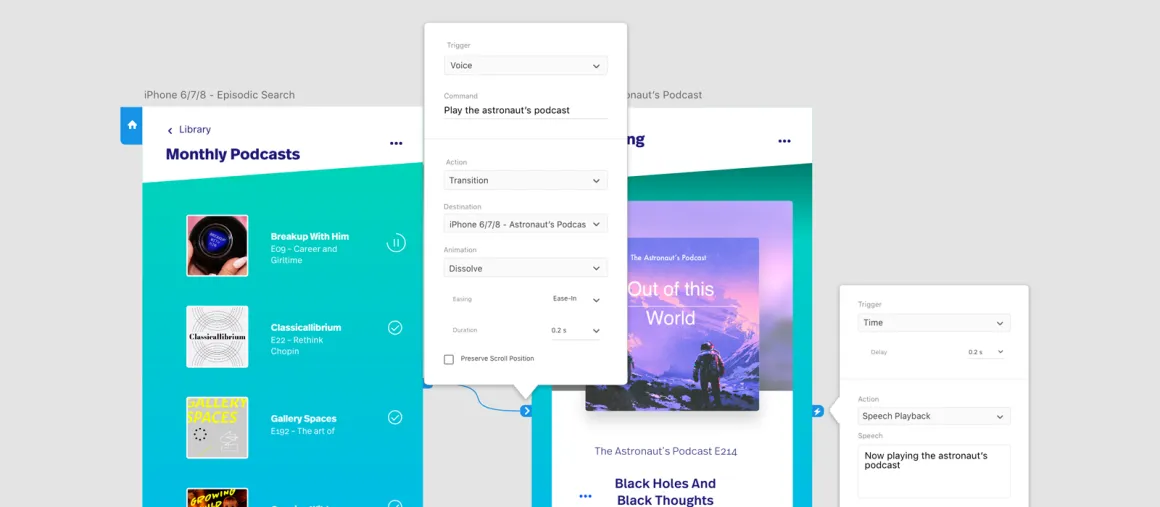 iPhone 6/7/8 - Episodic Search
Library
Monthly Podcasts
Breakup With Him
E09 - Career and
Girltime
Classicallibrium
Classicallibrium
E22 - Rethink
Chopin
GALLERY
SPACES
Gallery Spaces
E192 - The art of
GROWING
Trigger
Voice
Command
Play the astronaut's podcast
Action
Transition
Destination
iPhone 6/7/8 - Astronaut's Podcas
Animation
Dissolve
Easing
Ease-In
Duration
0.2 s
Preserve Scroll Position
naut's Podcast
ng
The Astronaut's Podcast
Out of this
World
The Astronaut's Podcast E214
Black Holes And
Black Thoughts
Trigger
Time
Delay
0.2 s
Action
Speech Playback
Speech
Now playing the astronaut's
podcast